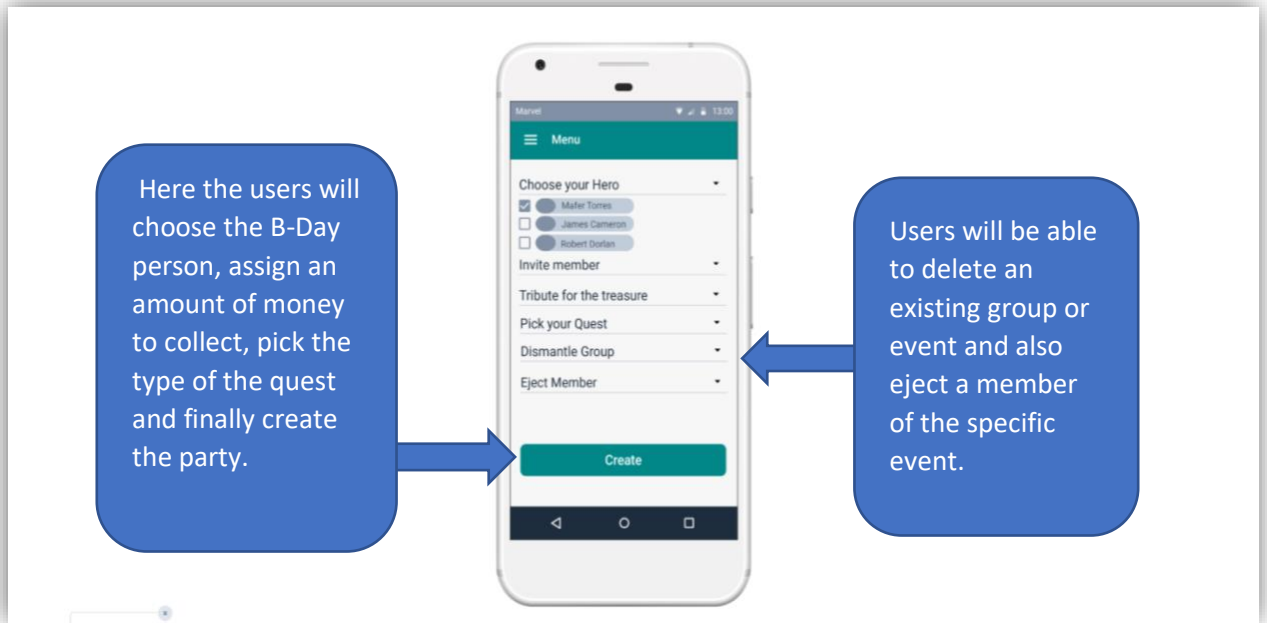 Here the users will
choose the B-Day
person, assign an
amount of money
to collect, pick the
type of the quest
and finally create
the party.
Marvel
13:00
Menu
Choose your Hero
Mafer Torres
James Cameron
Robert Dorlan
Invite member
Tribute for the treasure
Pick your Quest
Dismantle Group
Eject Member
Create
Users will be able
to delete an
existing group or
event and also
eject a member
of the specific
event.